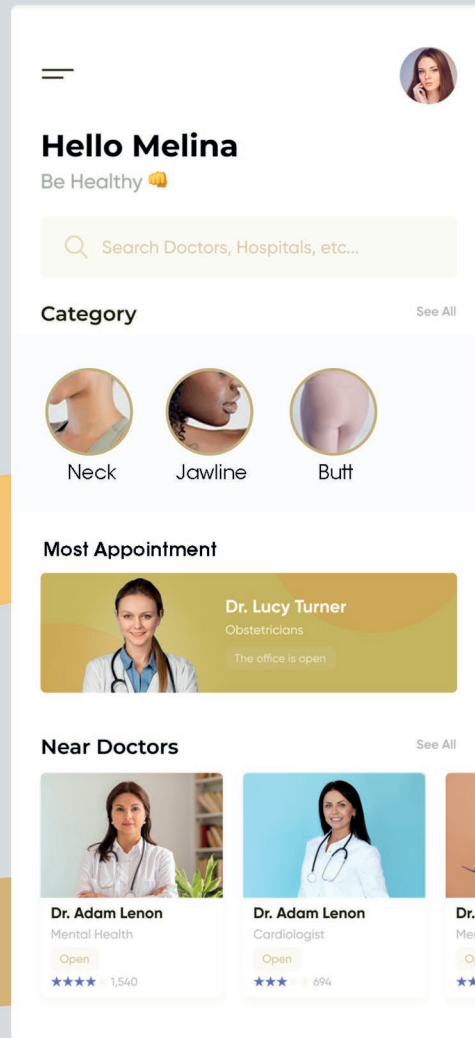 Hello Melina
Be Healthy 👊
Search Doctors, Hospitals, etc...
Category
See All
Neck
Jawline
Butt
Most Appointment
Dr. Lucy Turner
Obstetricians
The office is open
Near Doctors
See All
Dr. Adam Lenon
Mental Health
Open
1,540
Dr. Adam Lenon
Cardiologist
Open
694
Dr.